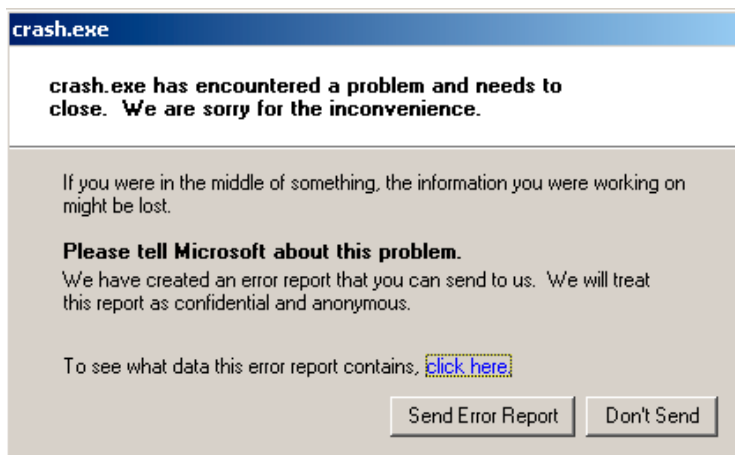 crash.exe
crash.exe has encountered a problem and needs to
close.  We are sorry for the inconvenience.
If you were in the middle of something, the information you were working on
might be lost.
Please tell Microsoft about this problem.
We have created an error report that you can send to us.  We will treat
this report as confidential and anonymous.
To see what data this error report contains, click here.
Send Error Report
Don't Send